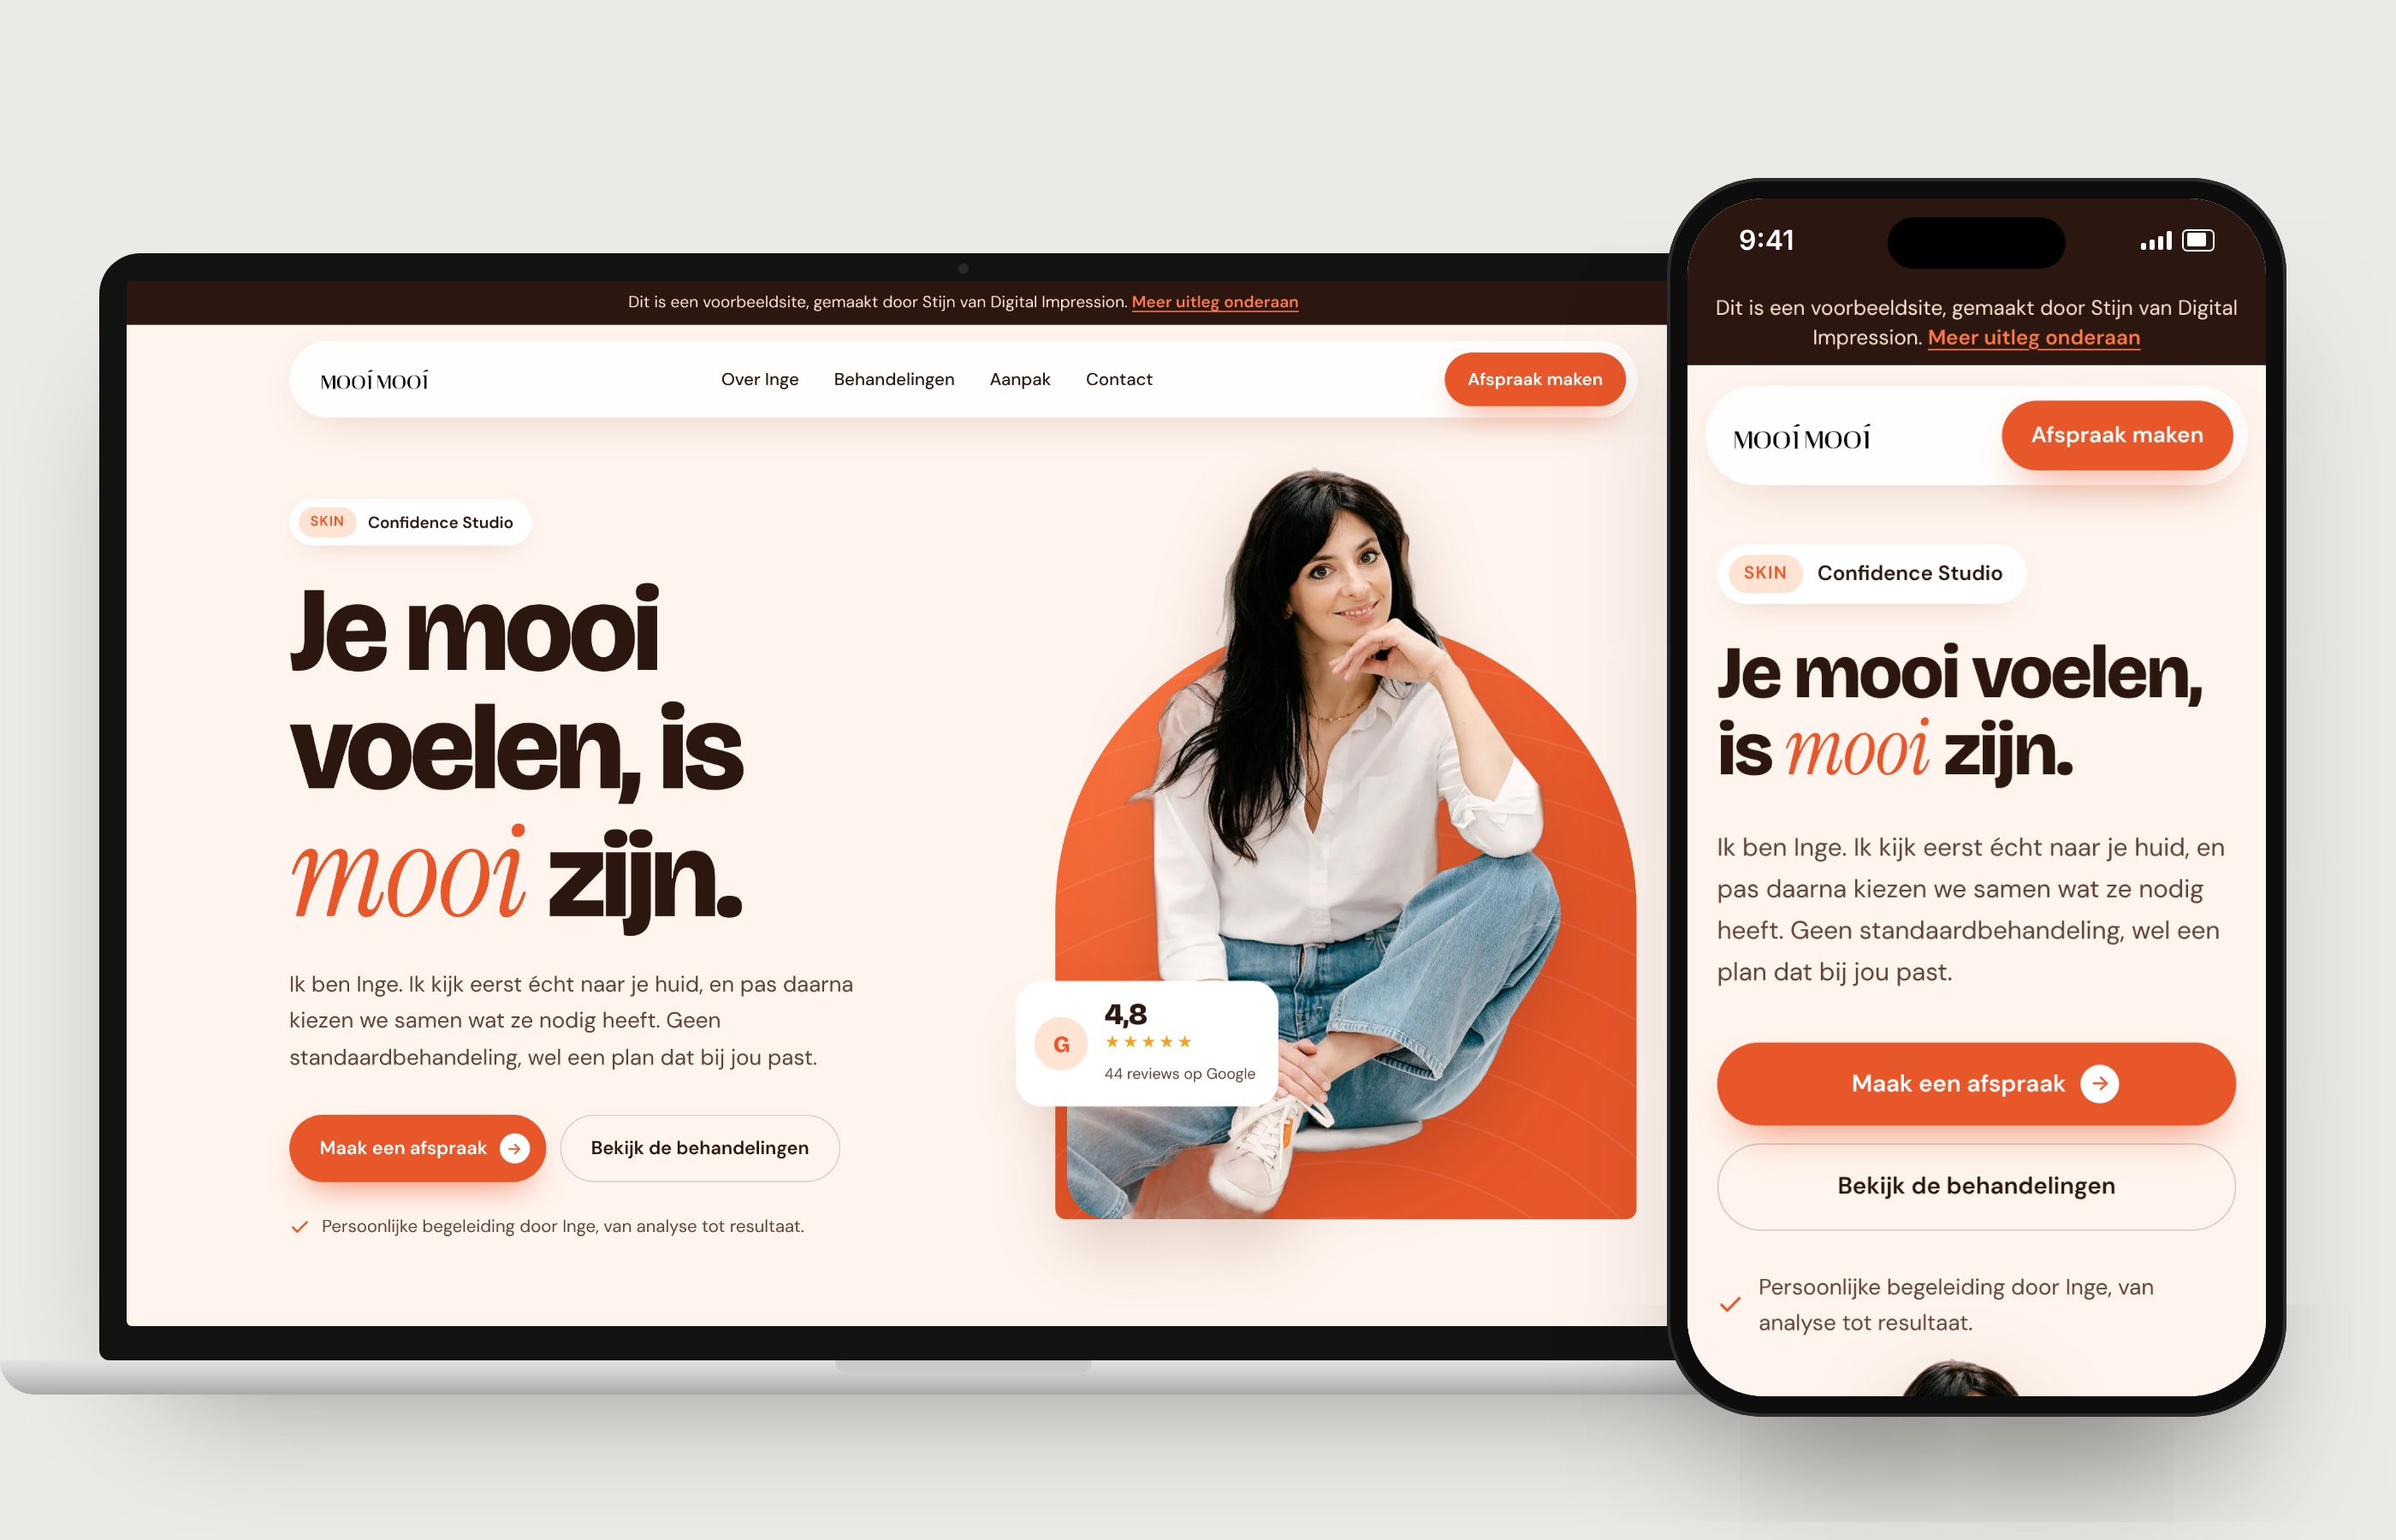 Dit is een voorbeeldsite, gemaakt door Stijn van Digital Impression. Meer uitleg onderaan
MOOÍ MOOÍ
Over Inge
Behandelingen
Aanpak
Contact
Afspraak maken
SKIN
Confidence Studio
Je mooi
voelen, is
mooi zijn.
Ik ben Inge. Ik kijk eerst écht naar je huid, en pas daarna
kiezen we samen wat ze nodig heeft. Geen
standaardbehandeling, wel een plan dat bij jou past.
Maak een afspraak
Bekijk de behandelingen
Persoonlijke begeleiding door Inge, van analyse tot resultaat.
G
4,8
★★★★★
44 reviews op Google
9:41
Dit is een voorbeeldsite, gemaakt door Stijn van Digital
Impression. Meer uitleg onderaan
MOOÍ MOOÍ
Afspraak maken
SKIN
Confidence Studio
Je mooi voelen,
is mooi zijn.
Ik ben Inge. Ik kijk eerst écht naar je huid, en
pas daarna kiezen we samen wat ze nodig
heeft. Geen standaardbehandeling, wel een
plan dat bij jou past.
Maak een afspraak
Bekijk de behandelingen
Persoonlijke begeleiding door Inge, van
analyse tot resultaat.